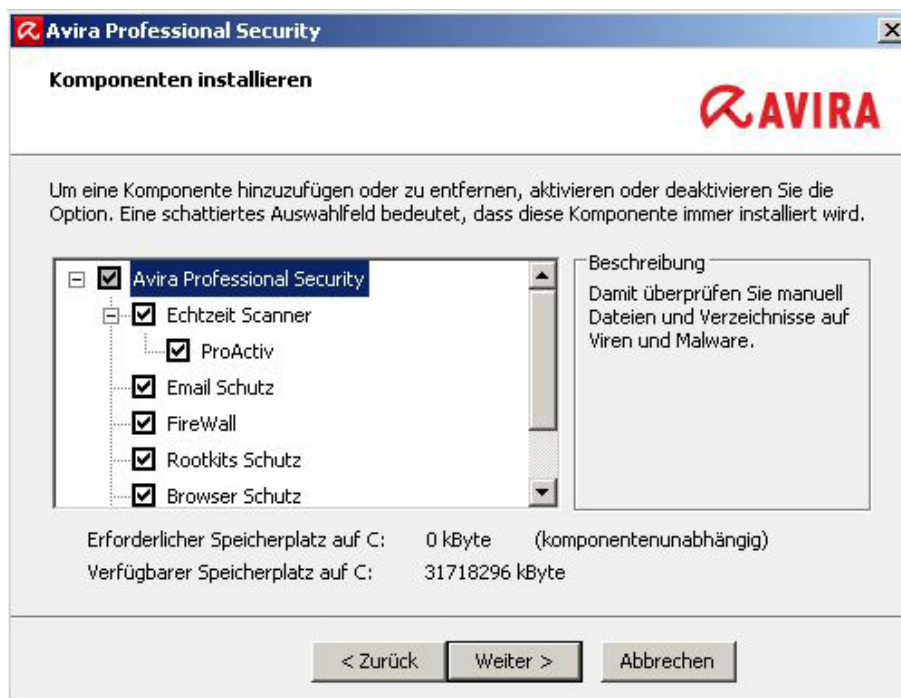 Avira Professional Security
Komponenten installieren
AVIRA
Um eine Komponente hinzuzufügen oder zu entfernen, aktivieren oder deaktivieren Sie die
Option. Eine schattiertes Auswahlfeld bedeutet, dass diese Komponente immer installiert wird.
Avira Professional Security
Echtzeit Scanner
ProActiv
Email Schutz
FireWall
Rootkits Schutz
Browser Schutz
Beschreibung
Damit überprüfen Sie manuell
Dateien und Verzeichnisse auf
Viren und Malware.
Erforderlicher Speicherplatz auf C: 0 kByte (komponentenunabhängig)
Verfügbarer Speicherplatz auf C: 31718296 kByte
< Zurück Weiter > Abbrechen